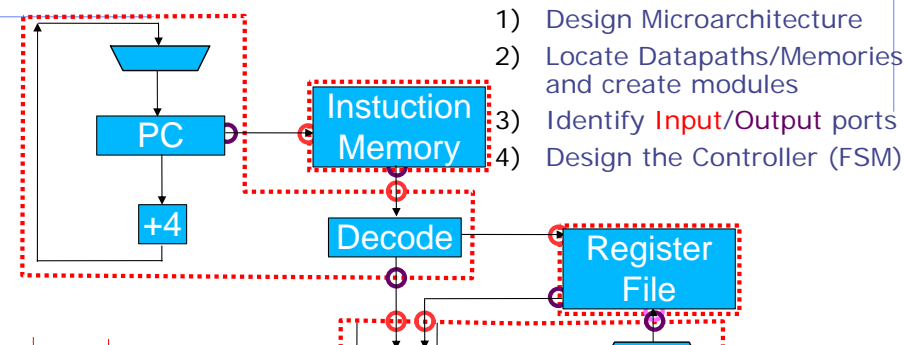 1) Design Microarchitecture
2) Locate Datapaths/Memories
and create modules
3) Identify Input/Output ports
4) Design the Controller (FSM)
Instuction
Memory
PC
+4
Decode
Register
File